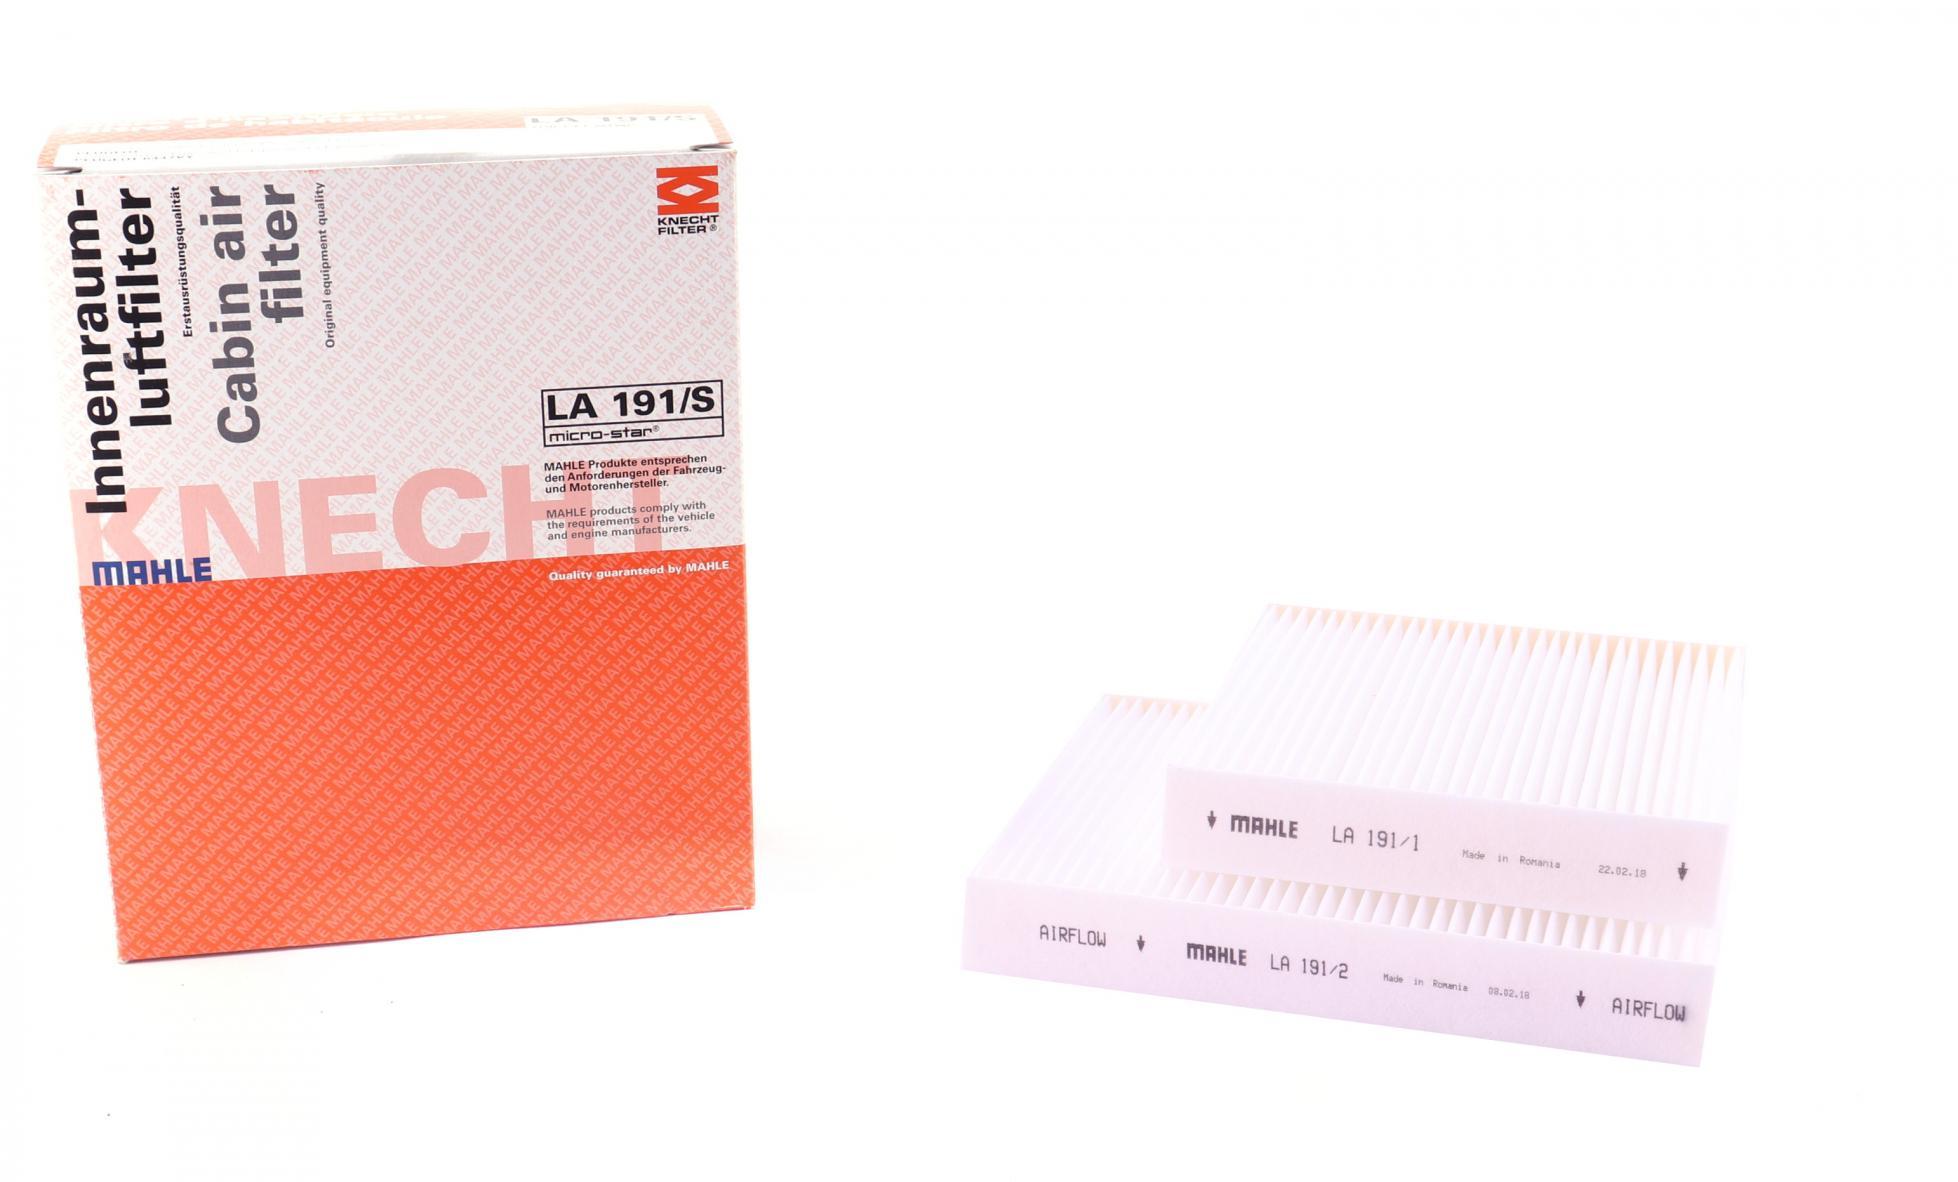 LA 191/S
Innenraum-
luftfilter
Erstausrüstungsqualität
Cabin air
filter
Original equipment quality
KNECHT
FILTER®
LA 191/S
micro-star®
MAHLE Produkte entsprechen
den Anforderungen der Fahrzeug-
und Motorenhersteller.
MAHLE products comply with
the requirements of the vehicle
and engine manufacturers.
KNECHT
MAHLE
Quality guaranteed by MAHLE
MAHLE LA 191/1 Made in Romania 22.02.18
AIRFLOW MAHLE LA 191/2 Made in Romania 08.02.18 AIRFLOW